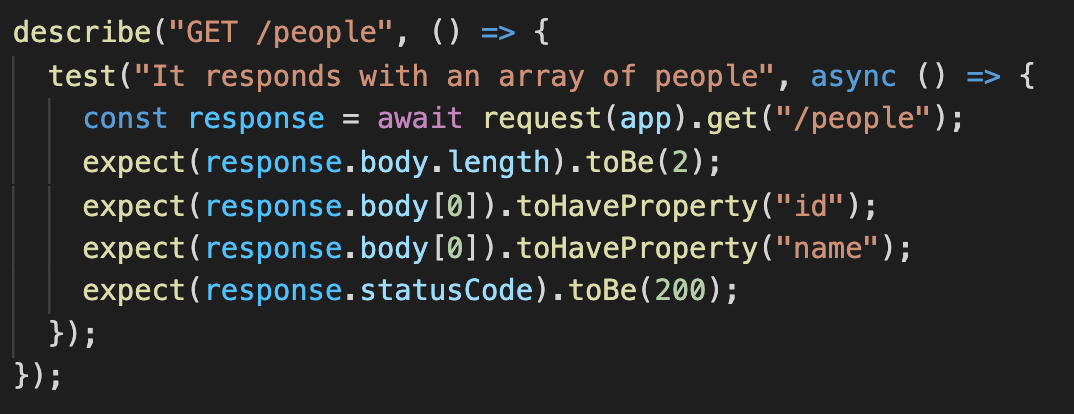 describe("GET /people", () => {
  test("It responds with an array of people", async () => {
    const response = await request(app).get("/people");
    expect(response.body.length).toBe(2);
    expect(response.body[0]).toHaveProperty("id");
    expect(response.body[0]).toHaveProperty("name");
    expect(response.statusCode).toBe(200);
  });
});